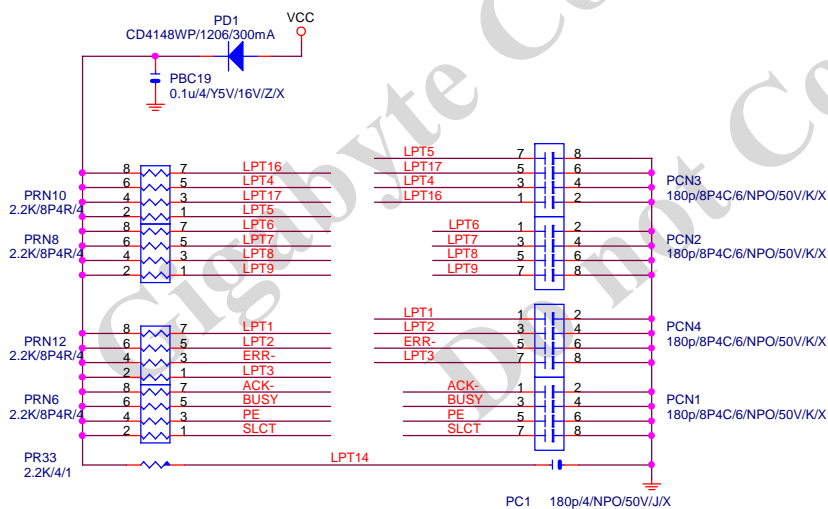 PD1
VCC
CD4148WP/1206/300mA
PBC19
0.1u/4/Y5V/16V/Z/X
PRN10
2.2K/8P4R/4
8 7 LPT16
6 5 LPT4
4 3 LPT17
2 1 LPT5
PRN8
2.2K/8P4R/4
8 7 LPT6
6 5 LPT7
4 3 LPT8
2 1 LPT9
LPT5 7 8
LPT17 5 6
LPT4 3 4
LPT16 1 2
PCN3
180p/8P4C/6/NPO/50V/K/X
LPT6 1 2
LPT7 3 4
LPT8 5 6
LPT9 7 8
PCN2
180p/8P4C/6/NPO/50V/K/X
PRN12
2.2K/8P4R/4
8 7 LPT1
6 5 LPT2
4 3 ERR-
2 1 LPT3
PRN6
2.2K/8P4R/4
8 7 ACK-
6 5 BUSY
4 3 PE
2 1 SLCT
LPT1 1 2
LPT2 3 4
ERR- 5 6
LPT3 7 8
PCN4
180p/8P4C/6/NPO/50V/K/X
ACK- 1 2
BUSY 3 4
PE 5 6
SLCT 7 8
PCN1
180p/8P4C/6/NPO/50V/K/X
PR33
2.2K/4/1
LPT14
PC1 180p/4/NPO/50V/J/X
Gigabyte Co
Do not Co